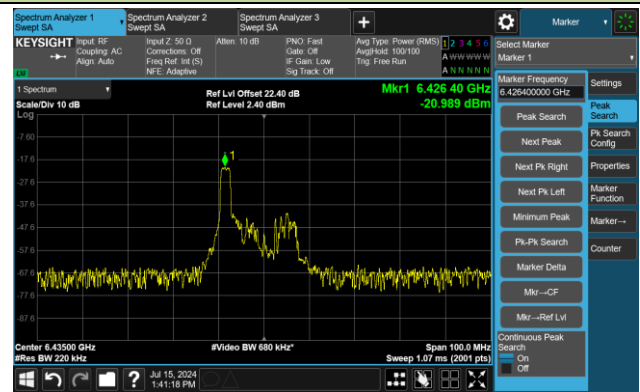 Spectrum Analyzer 1
Swept SA
Spectrum Analyzer 2
Swept SA
Spectrum Analyzer 3
Swept SA
+
Marker
KEYSIGHT
Input: RF
Coupling: AC
Align: Auto
Input Z: 50 Ω
Corrections: Off
Freq Ref: Int (S)
NFE: Adaptive
Atten: 10 dB
PNO: Fast
Gate: Off
IF Gain: Low
Sig Track: Off
Avg Type: Power (RMS)
Avg|Hold: 100/100
Trig: Free Run
1 2 3 4 5 6
A W W W W W
A N N N N N
LXI
Select Marker
Marker 1
1 Spectrum
Scale/Div 10 dB
Log
Ref Lvl Offset 22.40 dB
Ref Level 2.40 dBm
Mkr1 6.426 40 GHz
-20.989 dBm
-7.60
-17.6
-27.6
-37.6
-47.6
-57.6
-67.6
-77.6
-87.6
1
Center 6.43500 GHz
#Res BW 220 kHz
#Video BW 680 kHz*
Span 100.0 MHz
Sweep 1.07 ms (2001 pts)
Marker Frequency
6.426400000 GHz
Peak Search
Next Peak
Next Pk Right
Next Pk Left
Minimum Peak
Pk-Pk Search
Marker Delta
Mkr→CF
Mkr→Ref Lvl
Continuous Peak
Search
On
Off
Settings
Peak
Search
Pk Search
Config
Properties
Marker
Function
Marker→
Counter
?
Jul 15, 2024
1:41:18 PM